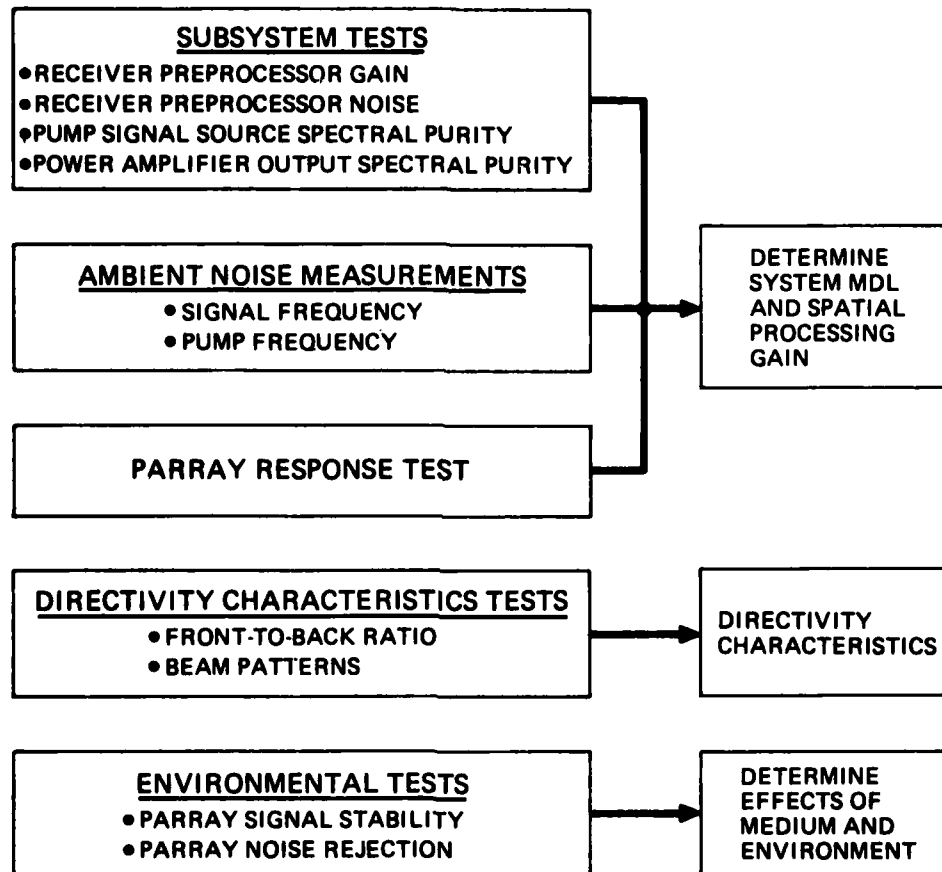 SUBSYSTEM TESTS
•RECEIVER PREPROCESSOR GAIN
•RECEIVER PREPROCESSOR NOISE
•PUMP SIGNAL SOURCE SPECTRAL PURITY
•POWER AMPLIFIER OUTPUT SPECTRAL PURITY
AMBIENT NOISE MEASUREMENTS
• SIGNAL FREQUENCY
• PUMP FREQUENCY
PARRAY RESPONSE TEST
DETERMINE
SYSTEM MDL
AND SPATIAL
PROCESSING
GAIN
DIRECTIVITY CHARACTERISTICS TESTS
• FRONT-TO-BACK RATIO
• BEAM PATTERNS
DIRECTIVITY
CHARACTERISTICS
ENVIRONMENTAL TESTS
• PARRAY SIGNAL STABILITY
• PARRAY NOISE REJECTION
DETERMINE
EFFECTS OF
MEDIUM AND
ENVIRONMENT